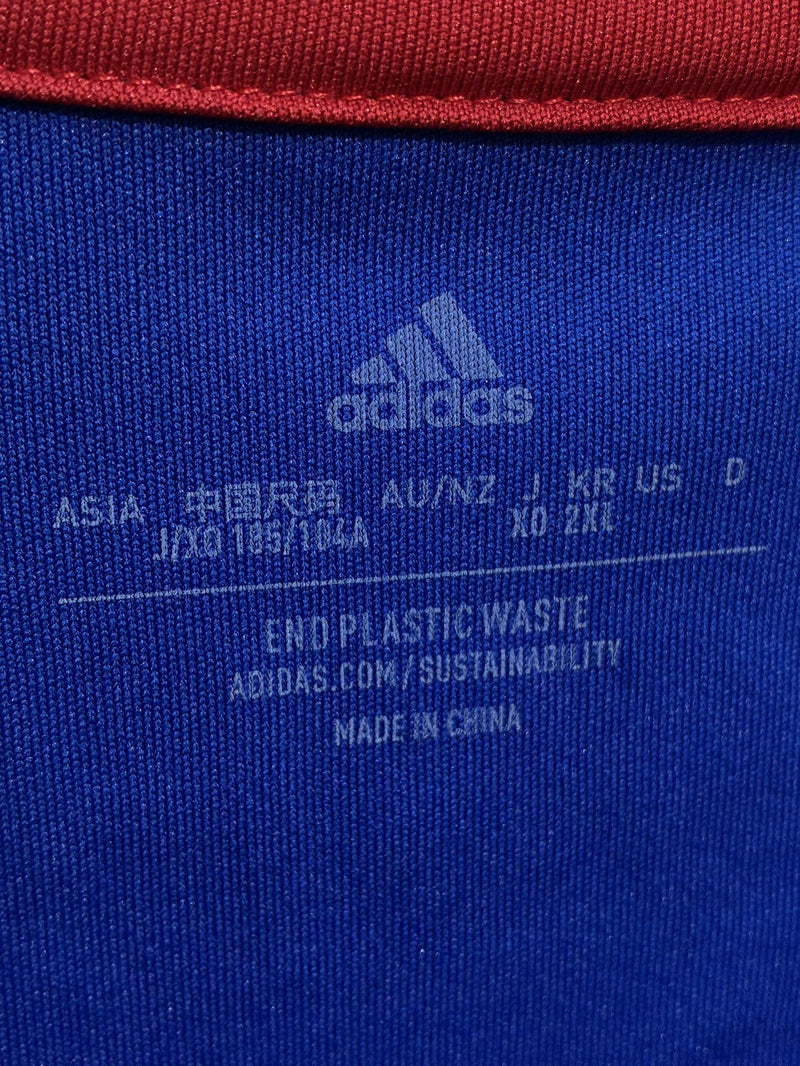 adidas
ASIA 中国尺码 AU/NZ J KR US D
J/XO 185/104A XO 2XL
END PLASTIC WASTE
ADIDAS.COM/SUSTAINABILITY
MADE IN CHINA